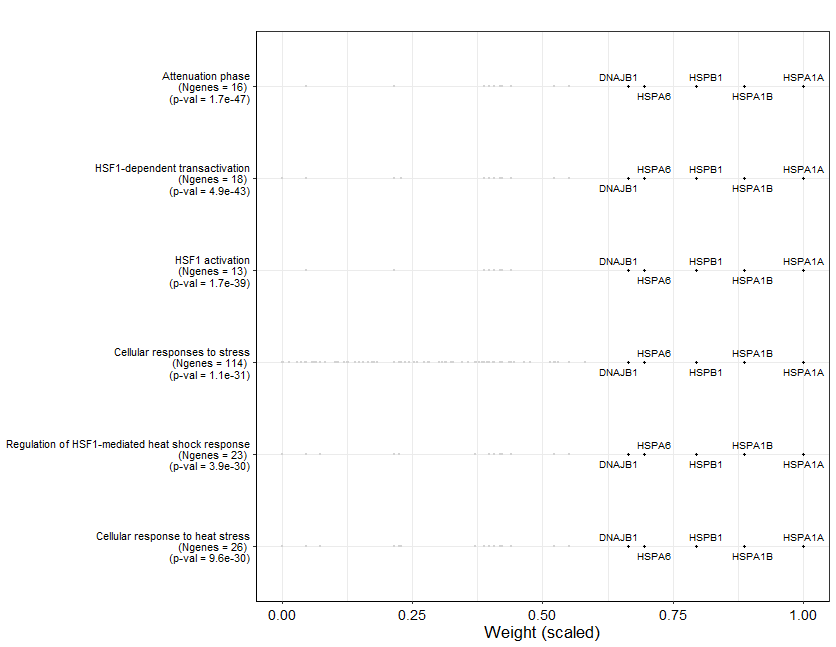 Attenuation phase
(Ngenes = 16)
(p-val = 1.7e-47)
DNAJB1 HSPB1 HSPA1A
HSPA6 HSPA1B
HSF1-dependent transactivation
(Ngenes = 18)
(p-val = 4.9e-43)
HSPA6 HSPB1 HSPA1A
DNAJB1 HSPA1B
HSF1 activation
(Ngenes = 13)
(p-val = 1.7e-39)
DNAJB1 HSPB1 HSPA1A
HSPA6 HSPA1B
Cellular responses to stress
(Ngenes = 114)
(p-val = 1.1e-31)
HSPA6 HSPA1B
DNAJB1 HSPB1 HSPA1A
Regulation of HSF1-mediated heat shock response
(Ngenes = 23)
(p-val = 3.9e-30)
HSPA6 HSPA1B
DNAJB1 HSPB1 HSPA1A
Cellular response to heat stress
(Ngenes = 26)
(p-val = 9.6e-30)
DNAJB1 HSPB1 HSPA1A
HSPA6 HSPA1B
0.00 0.25 0.50 0.75 1.00
Weight (scaled)